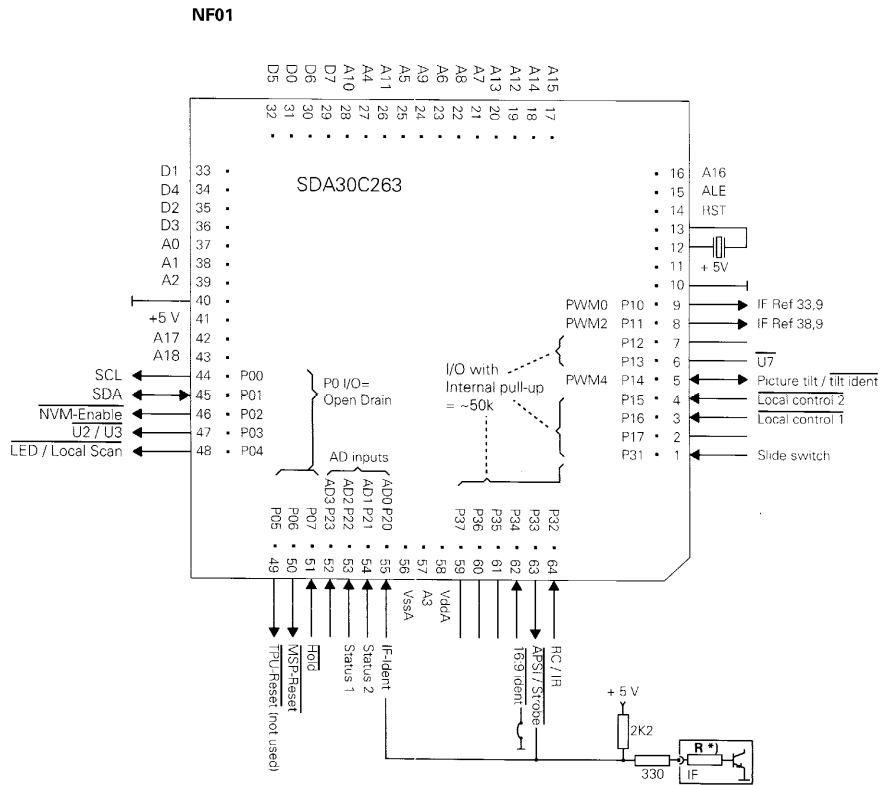 NF01
D5 D0 D6 D7 A10 A4 A11 A5 A9 A6 A8 A7 A13 A12 A14 A15
32 31 30 29 28 27 26 25 24 23 22 21 20 19 18 17
SDA30C263
D1 33
D4 34
D2 35
D3 36
A0 37
A1 38
A2 39
40
+5 V 41
A17 42
A18 43
SCL 44 P00
SDA 45 P01
NVM-Enable 46 P02
U2 / U3 47 P03
LED / Local Scan 48 P04
P0 I/O=
Open Drain
AD inputs
I/O with
Internal pull-up
= ~50k
16 A16
15 ALE
14 RST
13
12
11 + 5V
10
PWM0 P10 9 IF Ref 33,9
PWM2 P11 8 IF Ref 38,9
P12 7
P13 6 U7
PWM4 P14 5 Picture tilt / tilt ident
P15 4 Local control 2
P16 3 Local control 1
P17 2
P31 1 Slide switch
P05 P06 P07 AD3 P23 AD2 P22 AD1 P21 AD0 P20 P37 P36 P35 P34 P33 P32
49 50 51 52 53 54 55 56 57 58 59 60 61 62 63 64
TPU-Reset (not used)
MSP-Reset
Hold
Status 1
Status 2
IF-Ident
VssA
A3
VddA
16:9 ident
APSI / Strobe
RC / IR
+ 5 V
2K2
330
R *)
IF